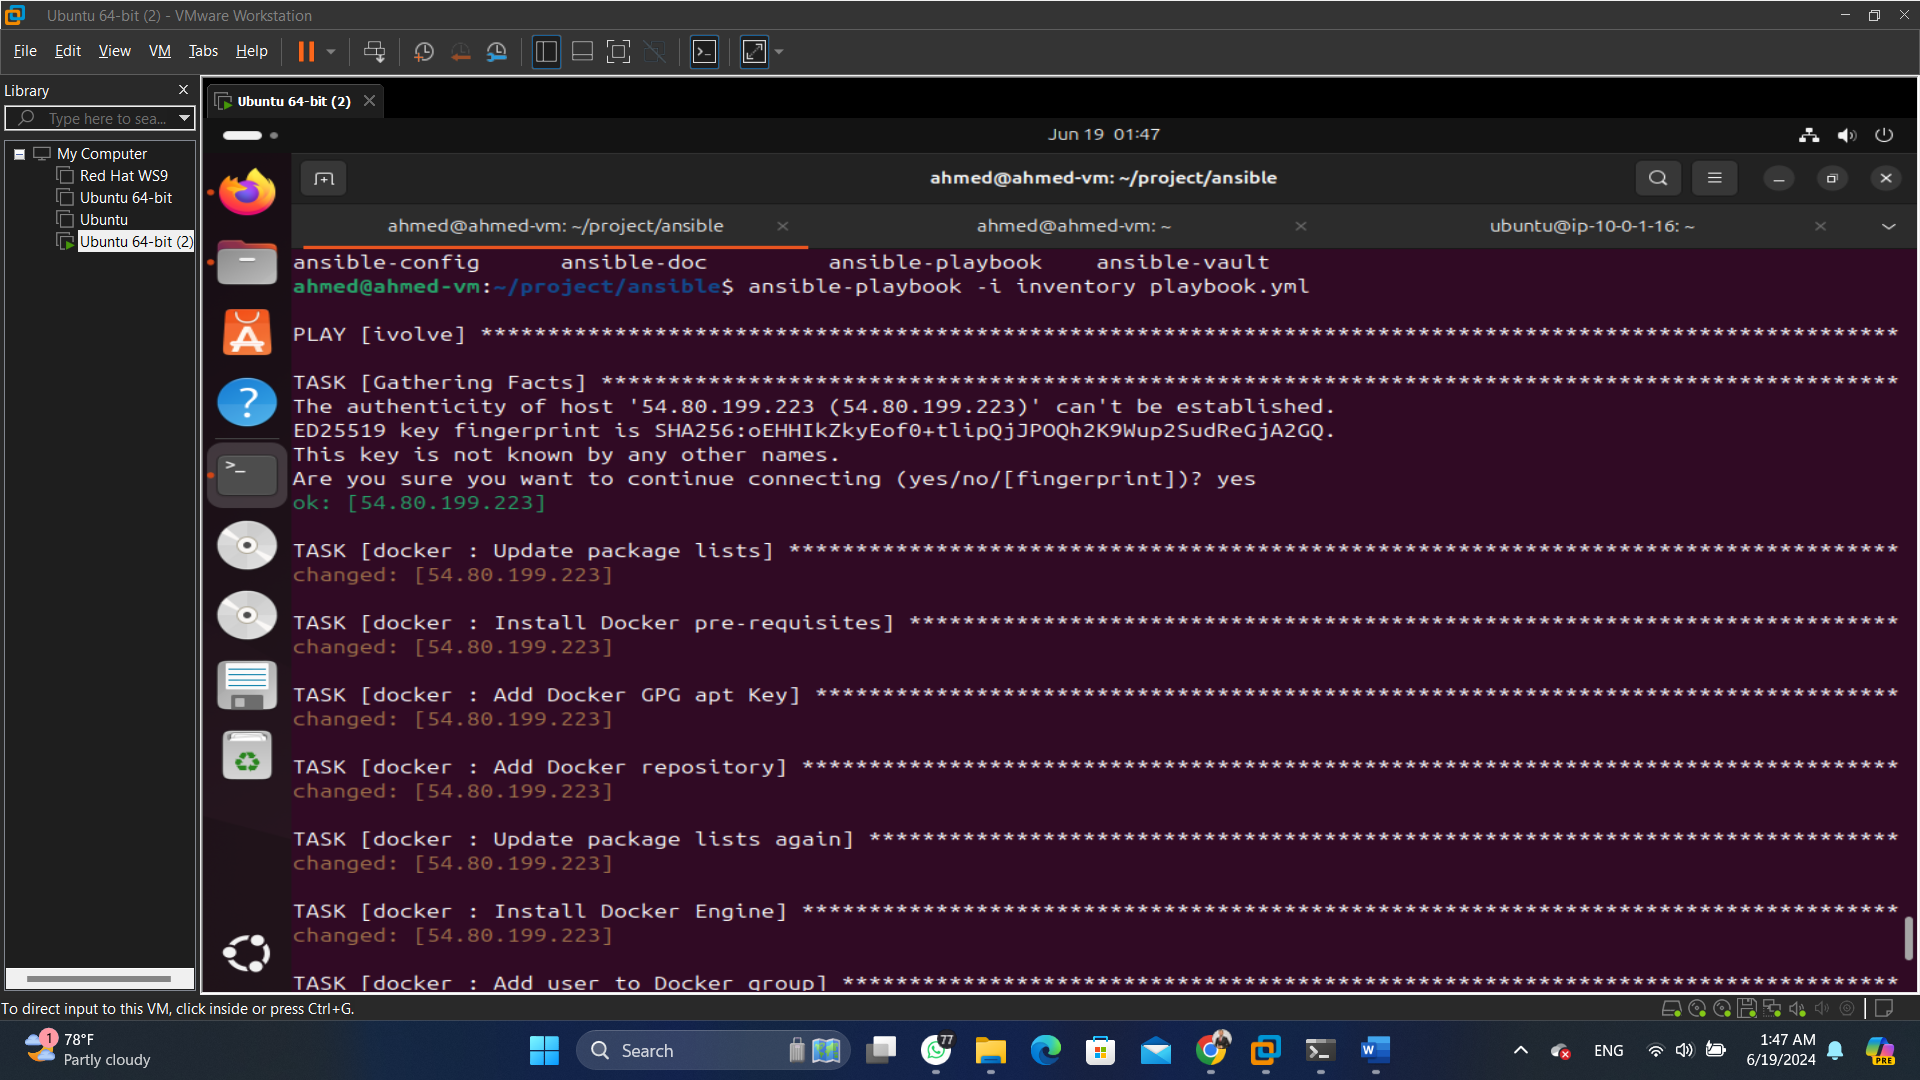 Ubuntu 64-bit (2) - VMware Workstation
File Edit View VM Tabs Help
Library
Type here to sea...
My Computer
Red Hat WS9
Ubuntu 64-bit
Ubuntu
Ubuntu 64-bit (2)
Ubuntu 64-bit (2)
Jun 19 01:47
ahmed@ahmed-vm: ~/project/ansible
ahmed@ahmed-vm: ~/project/ansible
ahmed@ahmed-vm: ~
ubuntu@ip-10-0-1-16: ~
ansible-config ansible-doc ansible-playbook ansible-vault
ahmed@ahmed-vm:~/project/ansible$ ansible-playbook -i inventory playbook.yml
PLAY [ivolve] **********************************************************************************************************
TASK [Gathering Facts] *************************************************************************************************
The authenticity of host '54.80.199.223 (54.80.199.223)' can't be established.
ED25519 key fingerprint is SHA256:oEHHIkZkyEof0+tlipQjJPOQh2K9Wup2SudReGjA2GQ.
This key is not known by any other names.
Are you sure you want to continue connecting (yes/no/[fingerprint])? yes
ok: [54.80.199.223]
TASK [docker : Update package lists] ***********************************************************************************
changed: [54.80.199.223]
TASK [docker : Install Docker pre-requisites] **************************************************************************
changed: [54.80.199.223]
TASK [docker : Add Docker GPG apt Key] *********************************************************************************
changed: [54.80.199.223]
TASK [docker : Add Docker repository] **********************************************************************************
changed: [54.80.199.223]
TASK [docker : Update package lists again] *****************************************************************************
changed: [54.80.199.223]
TASK [docker : Install Docker Engine] **********************************************************************************
changed: [54.80.199.223]
TASK [docker : Add user to Docker group] *******************************************************************************
To direct input to this VM, click inside or press Ctrl+G.
1
78°F
Partly cloudy
Search
77
ENG
1:47 AM
6/19/2024
PRE